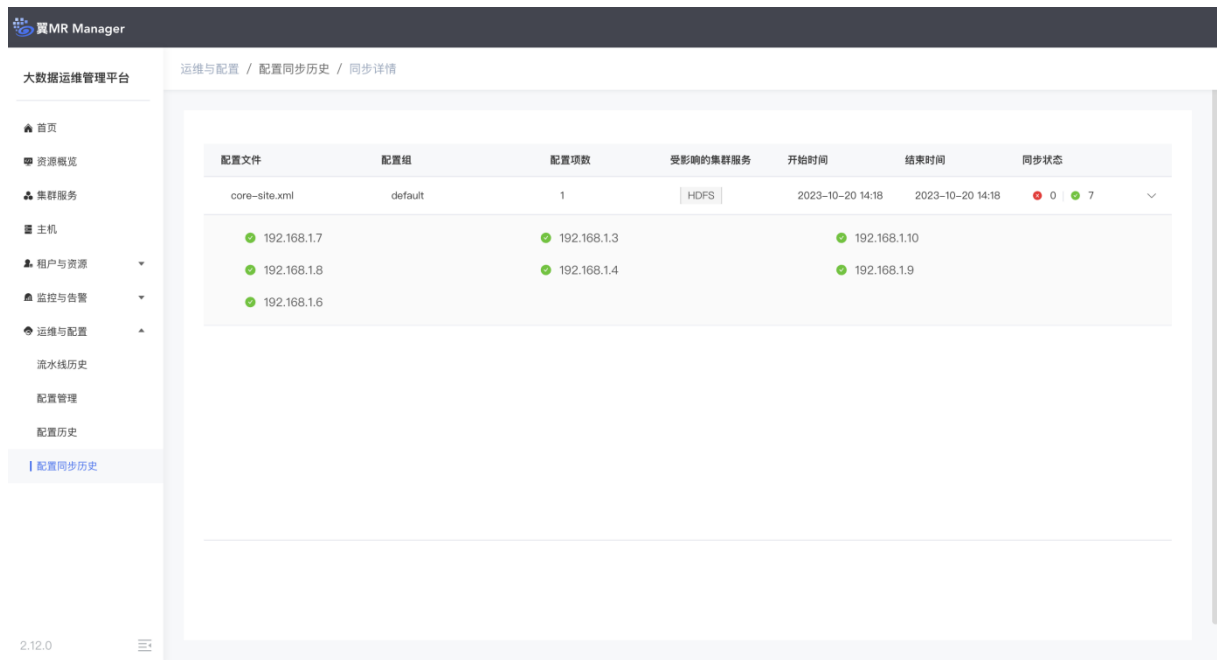 翼MR Manager
大数据运维管理平台
运维与配置 / 配置同步历史 / 同步详情
首页
资源概览
集群服务
主机
租户与资源
监控与告警
运维与配置
流水线历史
配置管理
配置历史
配置同步历史
2.12.0
配置文件 配置组 配置项数 受影响的集群服务 开始时间 结束时间 同步状态
core-site.xml default 1 HDFS 2023-10-20 14:18 2023-10-20 14:18 0 7
192.168.1.7 192.168.1.3 192.168.1.10
192.168.1.8 192.168.1.4 192.168.1.9
192.168.1.6